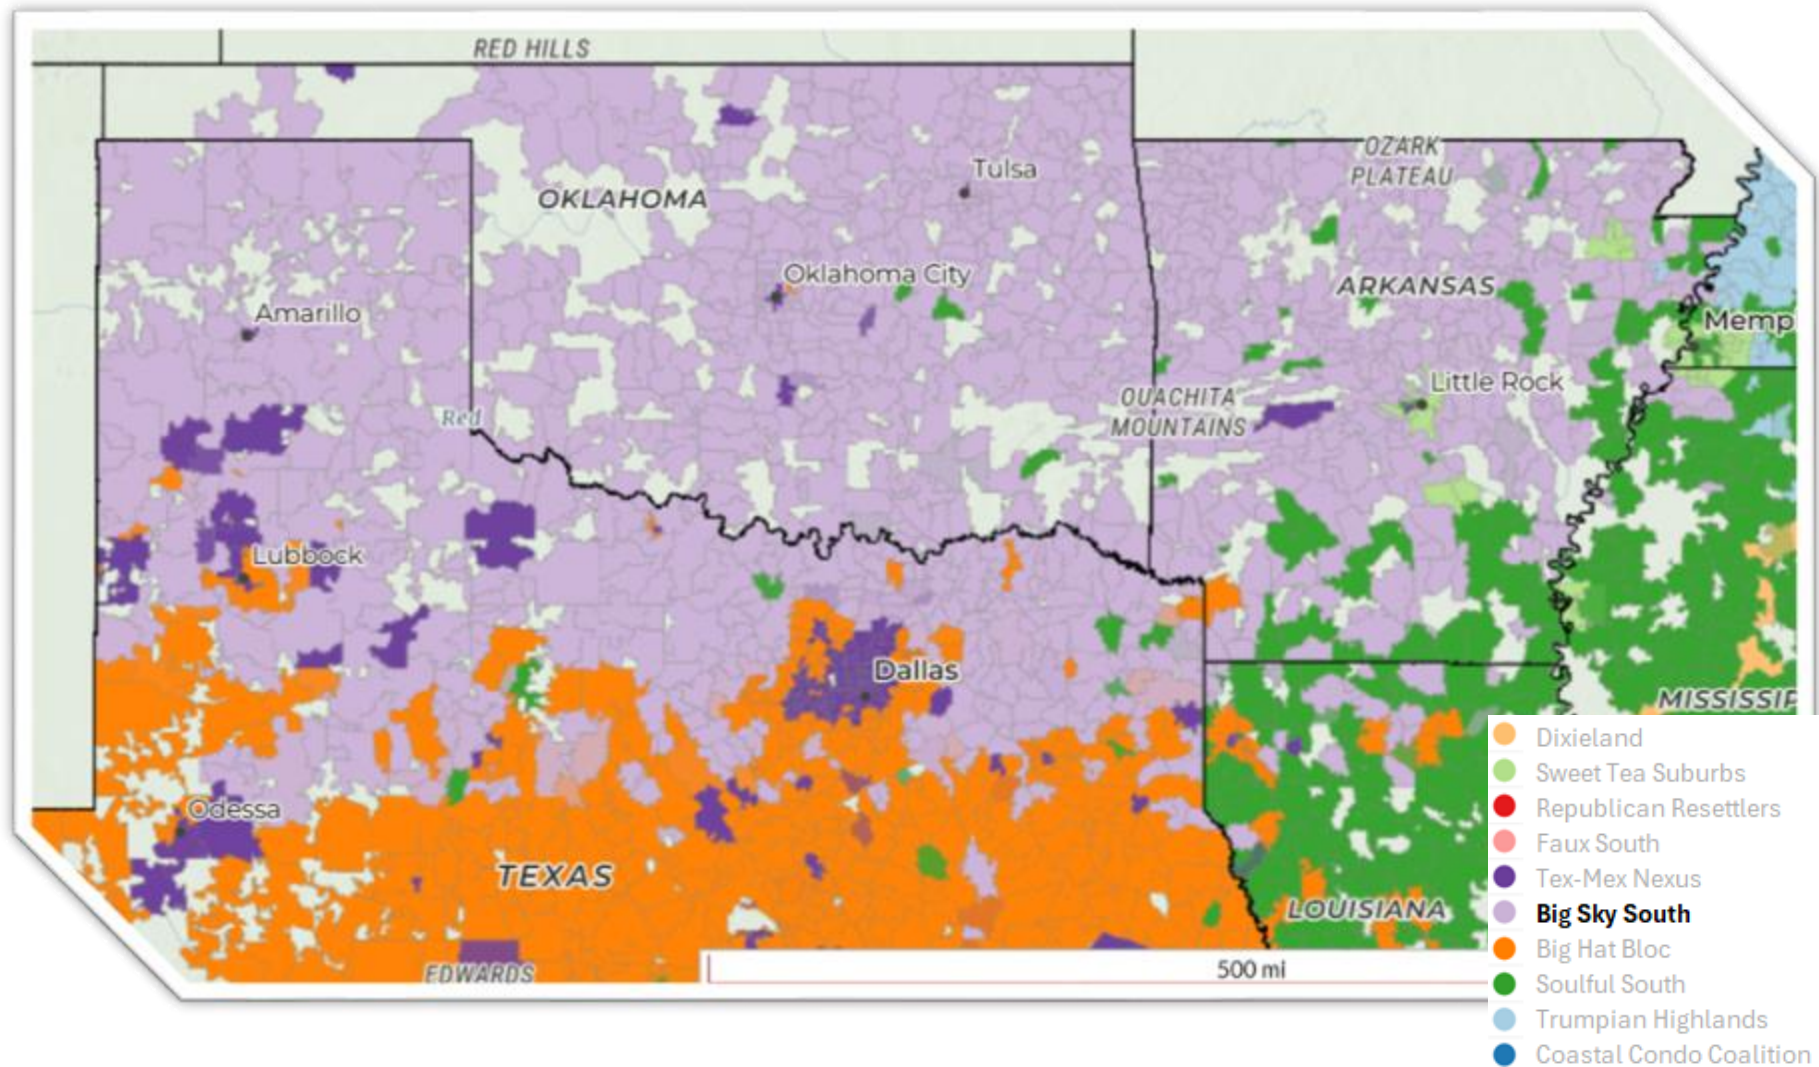 RED HILLS
OZARK
PLATEAU
Tulsa
OKLAHOMA
Oklahoma City
ARKANSAS
Amarillo
Memp
Little Rock
OUACHITA
MOUNTAINS
Red
Lubbock
Dallas
MISSISSIP
Odessa
TEXAS
LOUISIANA
EDWARDS
500 mi
Dixieland
Sweet Tea Suburbs
Republican Resettlers
Faux South
Tex-Mex Nexus
Big Sky South
Big Hat Bloc
Soulful South
Trumpian Highlands
Coastal Condo Coalition